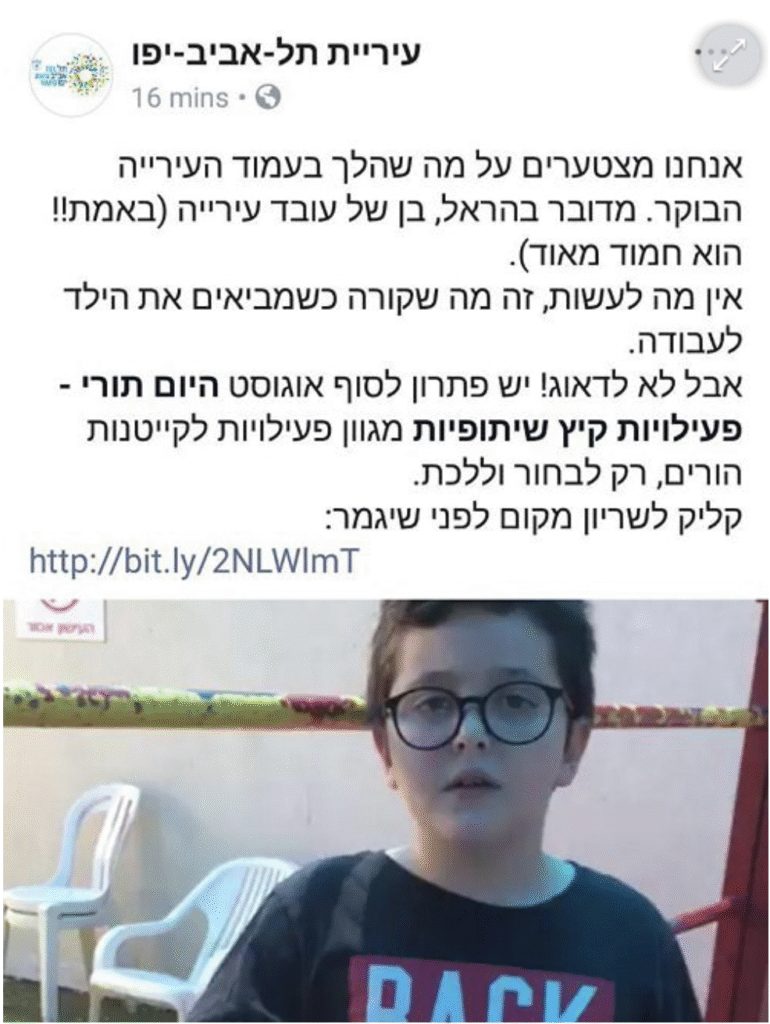 עיריית תל-אביב-יפו
16 mins
אנחנו מצטערים על מה שהלך בעמוד העירייה
הבוקר. מדובר בהראל, בן של עובד עירייה (באמת!!
הוא חמוד מאוד).
אין מה לעשות, זה מה שקורה כשמביאים את הילד
לעבודה.
אבל לא לדאוג! יש פתרון לסוף אוגוסט היום תורי -
פעילויות קיץ שיתופיות מגוון פעילויות לקייטנות
הורים, רק לבחור וללכת.
קליק לשריון מקום לפני שיגמר:
http://bit.ly/2NLWlmT
העישון אסור
BACK